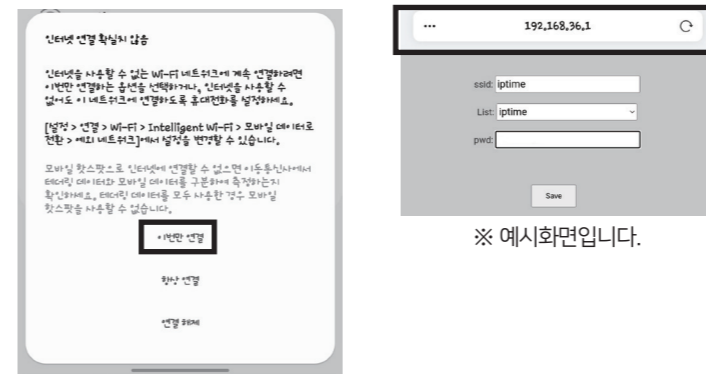 인터넷 연결 확실치 않음
인터넷을 사용할 수 없는 Wi-Fi 네트워크에 계속 연결하려면
이번만 연결하는 옵션을 선택하거나, 인터넷을 사용할 수
없어도 이 네트워크에 연결하도록 휴대전화를 설정하세요.
[설정 > 연결 > Wi-Fi > Intelligent Wi-Fi > 모바일 데이터로
전환 > 예외 네트워크]에서 설정을 변경할 수 있습니다.
모바일 핫스팟으로 인터넷에 연결할 수 없으면 이동통신사에서
테더링 데이터와 모바일 데이터를 구분하여 측정하는지
확인하세요. 테더링 데이터를 모두 사용한 경우 모바일
핫스팟을 사용할 수 없습니다.
이번만 연결
항상 연결
연결 해제
192.168.36.1
ssid: iptime
List: iptime
pwd:
Save
※ 예시화면입니다.